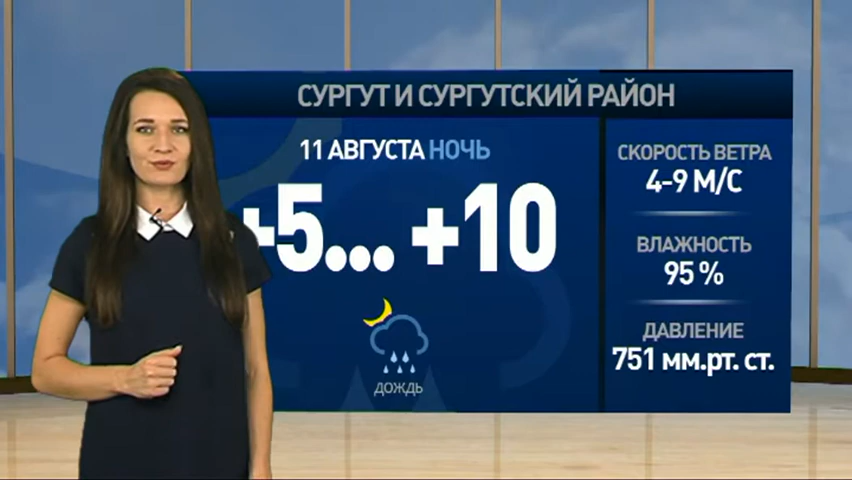 СУРГУТ И СУРГУТСКИЙ РАЙОН
11 АВГУСТА НОЧЬ
+5... +10
ДОЖДЬ
СКОРОСТЬ ВЕТРА
4-9 М/С
ВЛАЖНОСТЬ
95 %
ДАВЛЕНИЕ
751 мм.рт. ст.